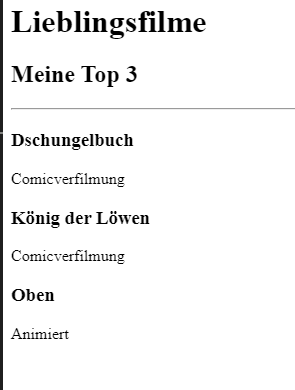 Lieblingsfilme
Meine Top 3
Dschungelbuch
Comicverfilmung
König der Löwen
Comicverfilmung
Oben
Animiert